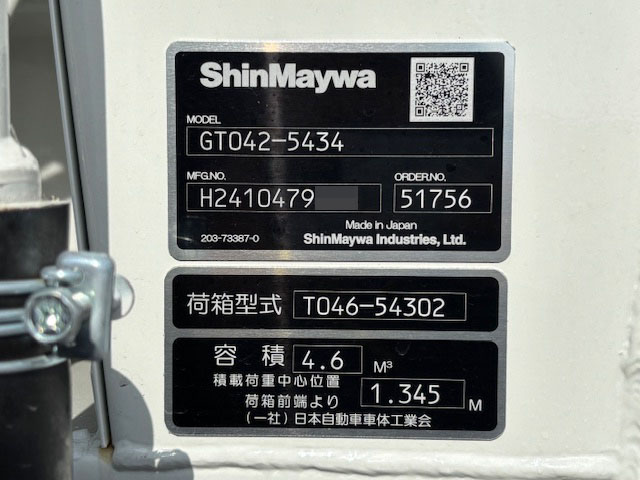 ShinMaywa
MODEL
GT042-5434
MFG.NO. ORDER.NO.
H2410479 51756
Made in Japan
203-73387-0 ShinMaywa Industries, Ltd.
荷箱型式 T046-54302
容積 4.6 M³
積載荷重中心位置
荷箱前端より 1.345 M
(一社)日本自動車車体工業会